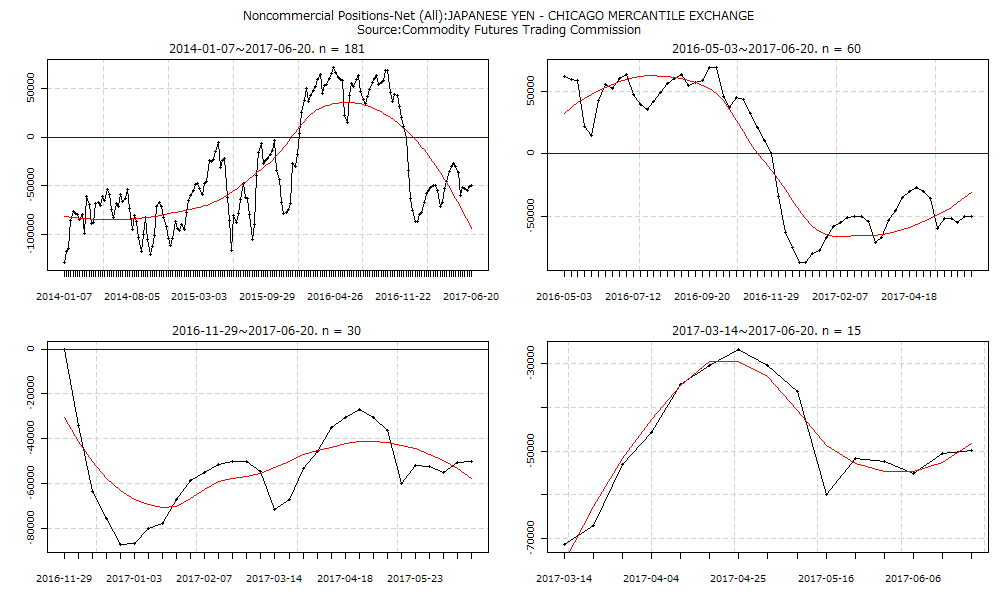 Noncommercial Positions-Net (All):JAPANESE YEN - CHICAGO MERCANTILE EXCHANGE
Source:Commodity Futures Trading Commission
2014-01-07~2017-06-20. n = 181
50000
0
-50000
-100000
2014-01-07 2014-08-05 2015-03-03 2015-09-29 2016-04-26 2016-11-22 2017-06-20
2016-05-03~2017-06-20. n = 60
50000
0
-50000
2016-05-03 2016-07-12 2016-09-20 2016-11-29 2017-02-07 2017-04-18
2016-11-29~2017-06-20. n = 30
0
-20000
-40000
-60000
-80000
2016-11-29 2017-01-03 2017-02-07 2017-03-14 2017-04-18 2017-05-23
2017-03-14~2017-06-20. n = 15
-30000
-50000
-70000
2017-03-14 2017-04-04 2017-04-25 2017-05-16 2017-06-06